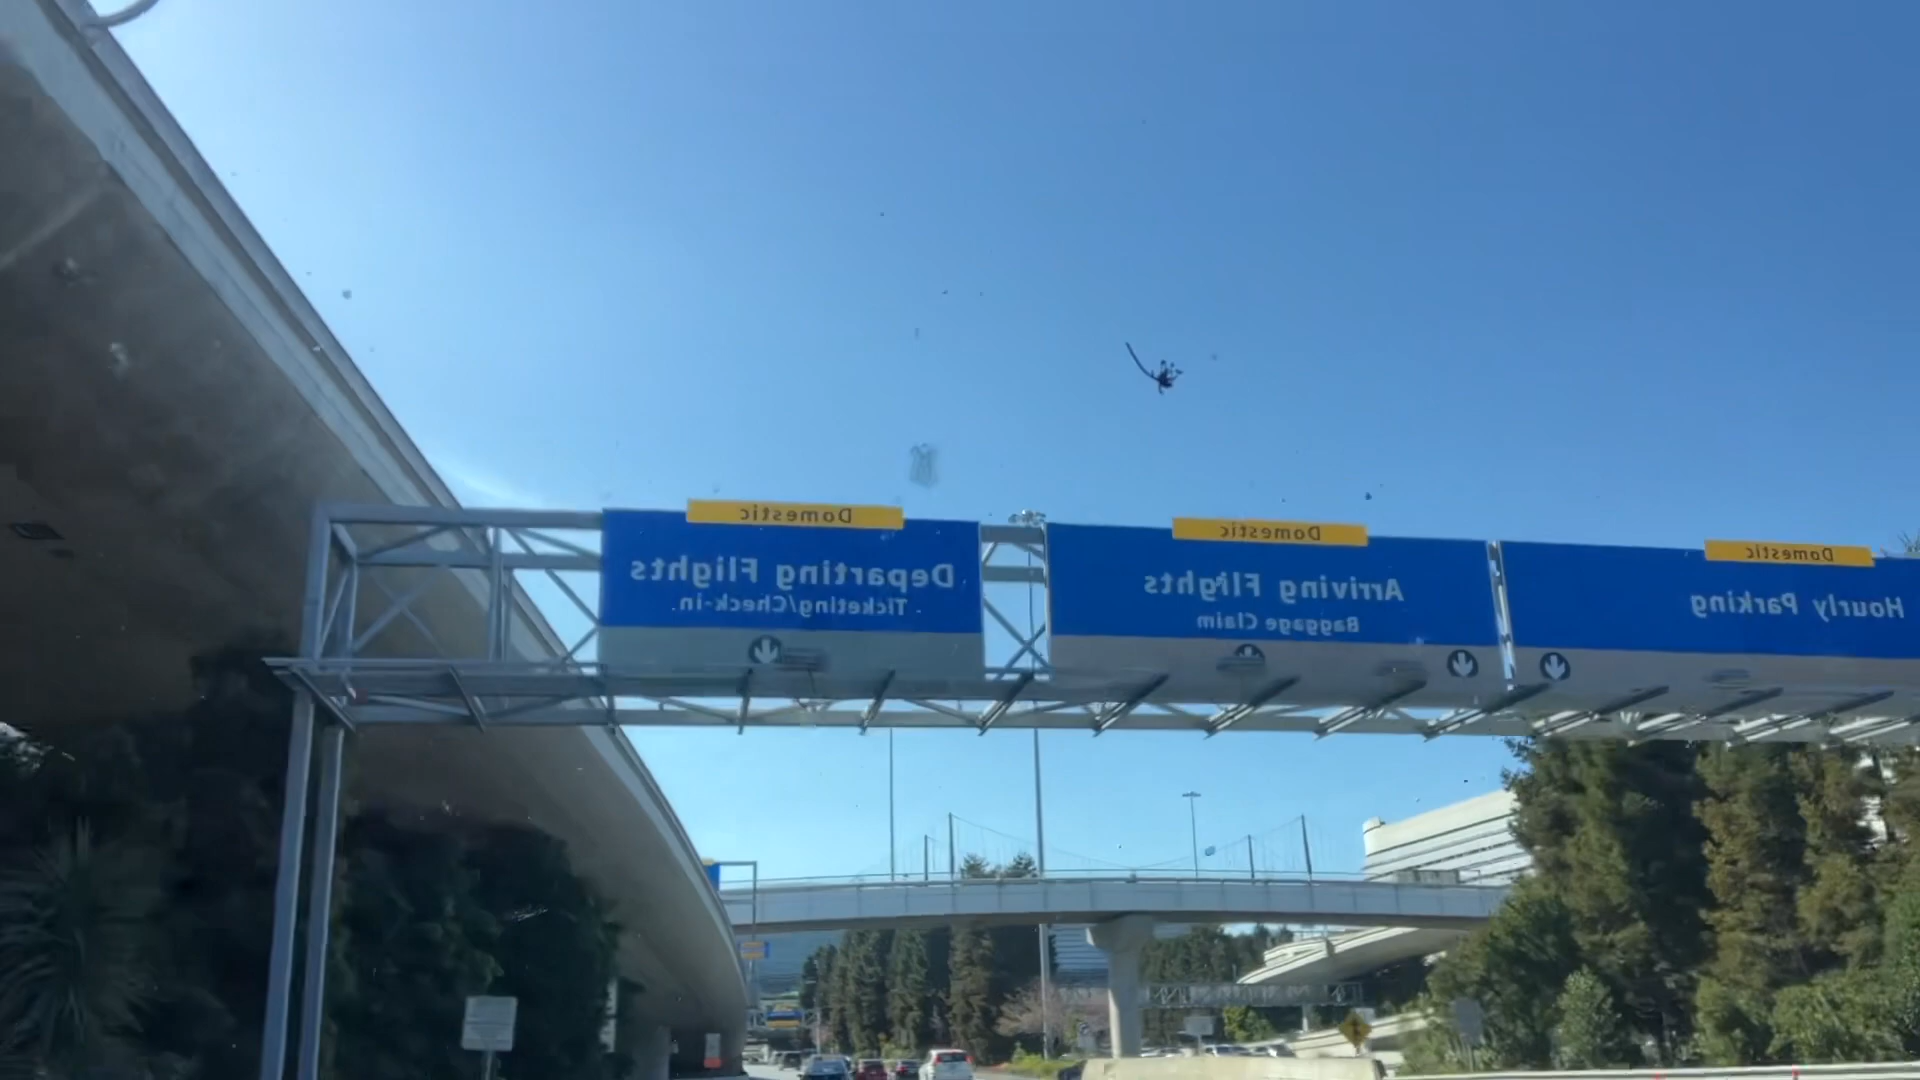 Domestic
Departing Flights
Ticketing/Check-in
Domestic
Arriving Flights
Baggage Claim
Domestic
Hourly Parking